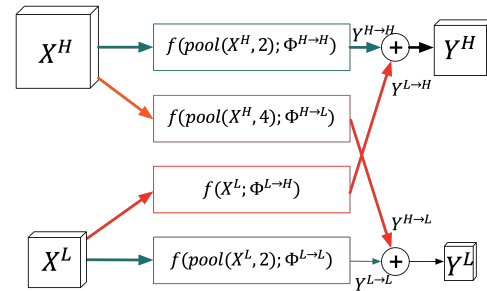 X^H
f(pool(X^H, 2); Φ^{H→H})
Y^{H→H}
+
Y^H
Y^{L→H}
f(pool(X^H, 4); Φ^{H→L})
f(X^L; Φ^{L→H})
Y^{H→L}
X^L
f(pool(X^L, 2); Φ^{L→L})
+
Y^L
Y^{L→L}